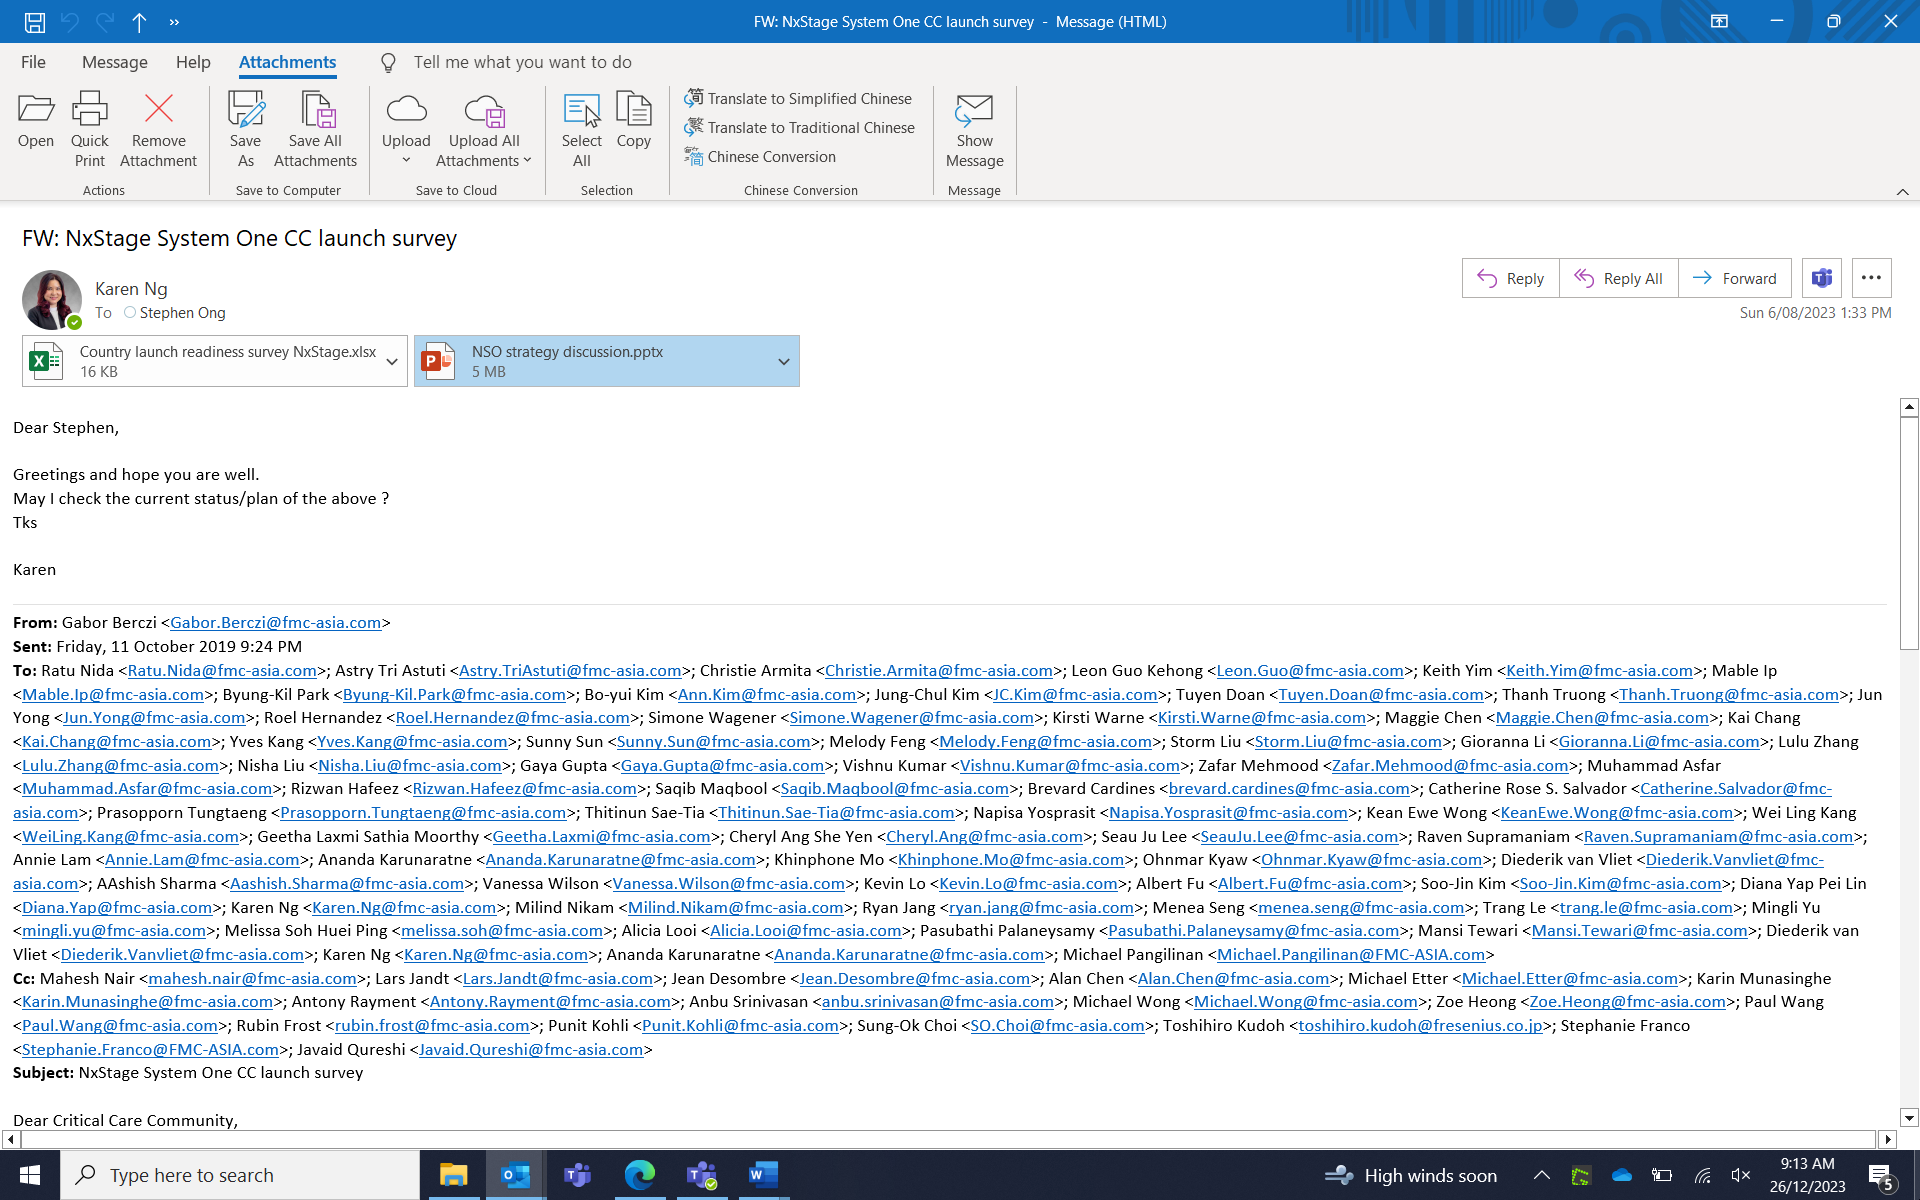 FW: NxStage System One CC launch survey - Message (HTML)
File Message Help Attachments Tell me what you want to do
Open
Quick Print
Remove Attachment
Actions
Save As
Save All Attachments
Save to Computer
Upload
Upload All Attachments
Save to Cloud
Select All
Copy
Selection
Translate to Simplified Chinese
Translate to Traditional Chinese
Chinese Conversion
Chinese Conversion
Show Message
Message
FW: NxStage System One CC launch survey
Karen Ng
To Stephen Ong
Reply Reply All Forward
Sun 6/08/2023 1:33 PM
Country launch readiness survey NxStage.xlsx
16 KB
NSO strategy discussion.pptx
5 MB
Dear Stephen,
Greetings and hope you are well.
May I check the current status/plan of the above ?
Tks
Karen
From: Gabor Berczi <Gabor.Berczi@fmc-asia.com>
Sent: Friday, 11 October 2019 9:24 PM
To: Ratu Nida <Ratu.Nida@fmc-asia.com>; Astry Tri Astuti <Astry.TriAstuti@fmc-asia.com>; Christie Armita <Christie.Armita@fmc-asia.com>; Leon Guo Kehong <Leon.Guo@fmc-asia.com>; Keith Yim <Keith.Yim@fmc-asia.com>; Mable Ip
<Mable.Ip@fmc-asia.com>; Byung-Kil Park <Byung-Kil.Park@fmc-asia.com>; Bo-yui Kim <Ann.Kim@fmc-asia.com>; Jung-Chul Kim <JC.Kim@fmc-asia.com>; Tuyen Doan <Tuyen.Doan@fmc-asia.com>; Thanh Truong <Thanh.Truong@fmc-asia.com>; Jun
Yong <Jun.Yong@fmc-asia.com>; Roel Hernandez <Roel.Hernandez@fmc-asia.com>; Simone Wagener <Simone.Wagener@fmc-asia.com>; Kirsti Warne <Kirsti.Warne@fmc-asia.com>; Maggie Chen <Maggie.Chen@fmc-asia.com>; Kai Chang
<Kai.Chang@fmc-asia.com>; Yves Kang <Yves.Kang@fmc-asia.com>; Sunny Sun <Sunny.Sun@fmc-asia.com>; Melody Feng <Melody.Feng@fmc-asia.com>; Storm Liu <Storm.Liu@fmc-asia.com>; Gioranna Li <Gioranna.Li@fmc-asia.com>; Lulu Zhang
<Lulu.Zhang@fmc-asia.com>; Nisha Liu <Nisha.Liu@fmc-asia.com>; Gaya Gupta <Gaya.Gupta@fmc-asia.com>; Vishnu Kumar <Vishnu.Kumar@fmc-asia.com>; Zafar Mehmood <Zafar.Mehmood@fmc-asia.com>; Muhammad Asfar
<Muhammad.Asfar@fmc-asia.com>; Rizwan Hafeez <Rizwan.Hafeez@fmc-asia.com>; Saqib Maqbool <Saqib.Maqbool@fmc-asia.com>; Brevard Cardines <brevard.cardines@fmc-asia.com>; Catherine Rose S. Salvador <Catherine.Salvador@fmc-
asia.com>; Prasopporn Tungtaeng <Prasopporn.Tungtaeng@fmc-asia.com>; Thitinun Sae-Tia <Thitinun.Sae-Tia@fmc-asia.com>; Napisa Yosprasit <Napisa.Yosprasit@fmc-asia.com>; Kean Ewe Wong <KeanEwe.Wong@fmc-asia.com>; Wei Ling Kang
<WeiLing.Kang@fmc-asia.com>; Geetha Laxmi Sathia Moorthy <Geetha.Laxmi@fmc-asia.com>; Cheryl Ang She Yen <Cheryl.Ang@fmc-asia.com>; Seau Ju Lee <SeauJu.Lee@fmc-asia.com>; Raven Supramaniam <Raven.Supramaniam@fmc-asia.com>;
Annie Lam <Annie.Lam@fmc-asia.com>; Ananda Karunaratne <Ananda.Karunaratne@fmc-asia.com>; Khinphone Mo <Khinphone.Mo@fmc-asia.com>; Ohnmar Kyaw <Ohnmar.Kyaw@fmc-asia.com>; Diederik van Vliet <Diederik.Vanvliet@fmc-
asia.com>; AAshish Sharma <Aashish.Sharma@fmc-asia.com>; Vanessa Wilson <Vanessa.Wilson@fmc-asia.com>; Kevin Lo <Kevin.Lo@fmc-asia.com>; Albert Fu <Albert.Fu@fmc-asia.com>; Soo-Jin Kim <Soo-Jin.Kim@fmc-asia.com>; Diana Yap Pei Lin
<Diana.Yap@fmc-asia.com>; Karen Ng <Karen.Ng@fmc-asia.com>; Milind Nikam <Milind.Nikam@fmc-asia.com>; Ryan Jang <ryan.jang@fmc-asia.com>; Menea Seng <menea.seng@fmc-asia.com>; Trang Le <trang.le@fmc-asia.com>; Mingli Yu
<mingli.yu@fmc-asia.com>; Melissa Soh Huei Ping <melissa.soh@fmc-asia.com>; Alicia Looi <Alicia.Looi@fmc-asia.com>; Pasubathi Palaneysamy <Pasubathi.Palaneysamy@fmc-asia.com>; Mansi Tewari <Mansi.Tewari@fmc-asia.com>; Diederik van
Vliet <Diederik.Vanvliet@fmc-asia.com>; Karen Ng <Karen.Ng@fmc-asia.com>; Ananda Karunaratne <Ananda.Karunaratne@fmc-asia.com>; Michael Pangilinan <Michael.Pangilinan@FMC-ASIA.com>
Cc: Mahesh Nair <mahesh.nair@fmc-asia.com>; Lars Jandt <Lars.Jandt@fmc-asia.com>; Jean Desombre <Jean.Desombre@fmc-asia.com>; Alan Chen <Alan.Chen@fmc-asia.com>; Michael Etter <Michael.Etter@fmc-asia.com>; Karin Munasinghe
<Karin.Munasinghe@fmc-asia.com>; Antony Rayment <Antony.Rayment@fmc-asia.com>; Anbu Srinivasan <anbu.srinivasan@fmc-asia.com>; Michael Wong <Michael.Wong@fmc-asia.com>; Zoe Heong <Zoe.Heong@fmc-asia.com>; Paul Wang
<Paul.Wang@fmc-asia.com>; Rubin Frost <rubin.frost@fmc-asia.com>; Punit Kohli <Punit.Kohli@fmc-asia.com>; Sung-Ok Choi <SO.Choi@fmc-asia.com>; Toshihiro Kudoh <toshihiro.kudoh@fresenius.co.jp>; Stephanie Franco
<Stephanie.Franco@FMC-ASIA.com>; Javaid Qureshi <Javaid.Qureshi@fmc-asia.com>
Subject: NxStage System One CC launch survey
Dear Critical Care Community,
Type here to search
High winds soon
9:13 AM
26/12/2023
5